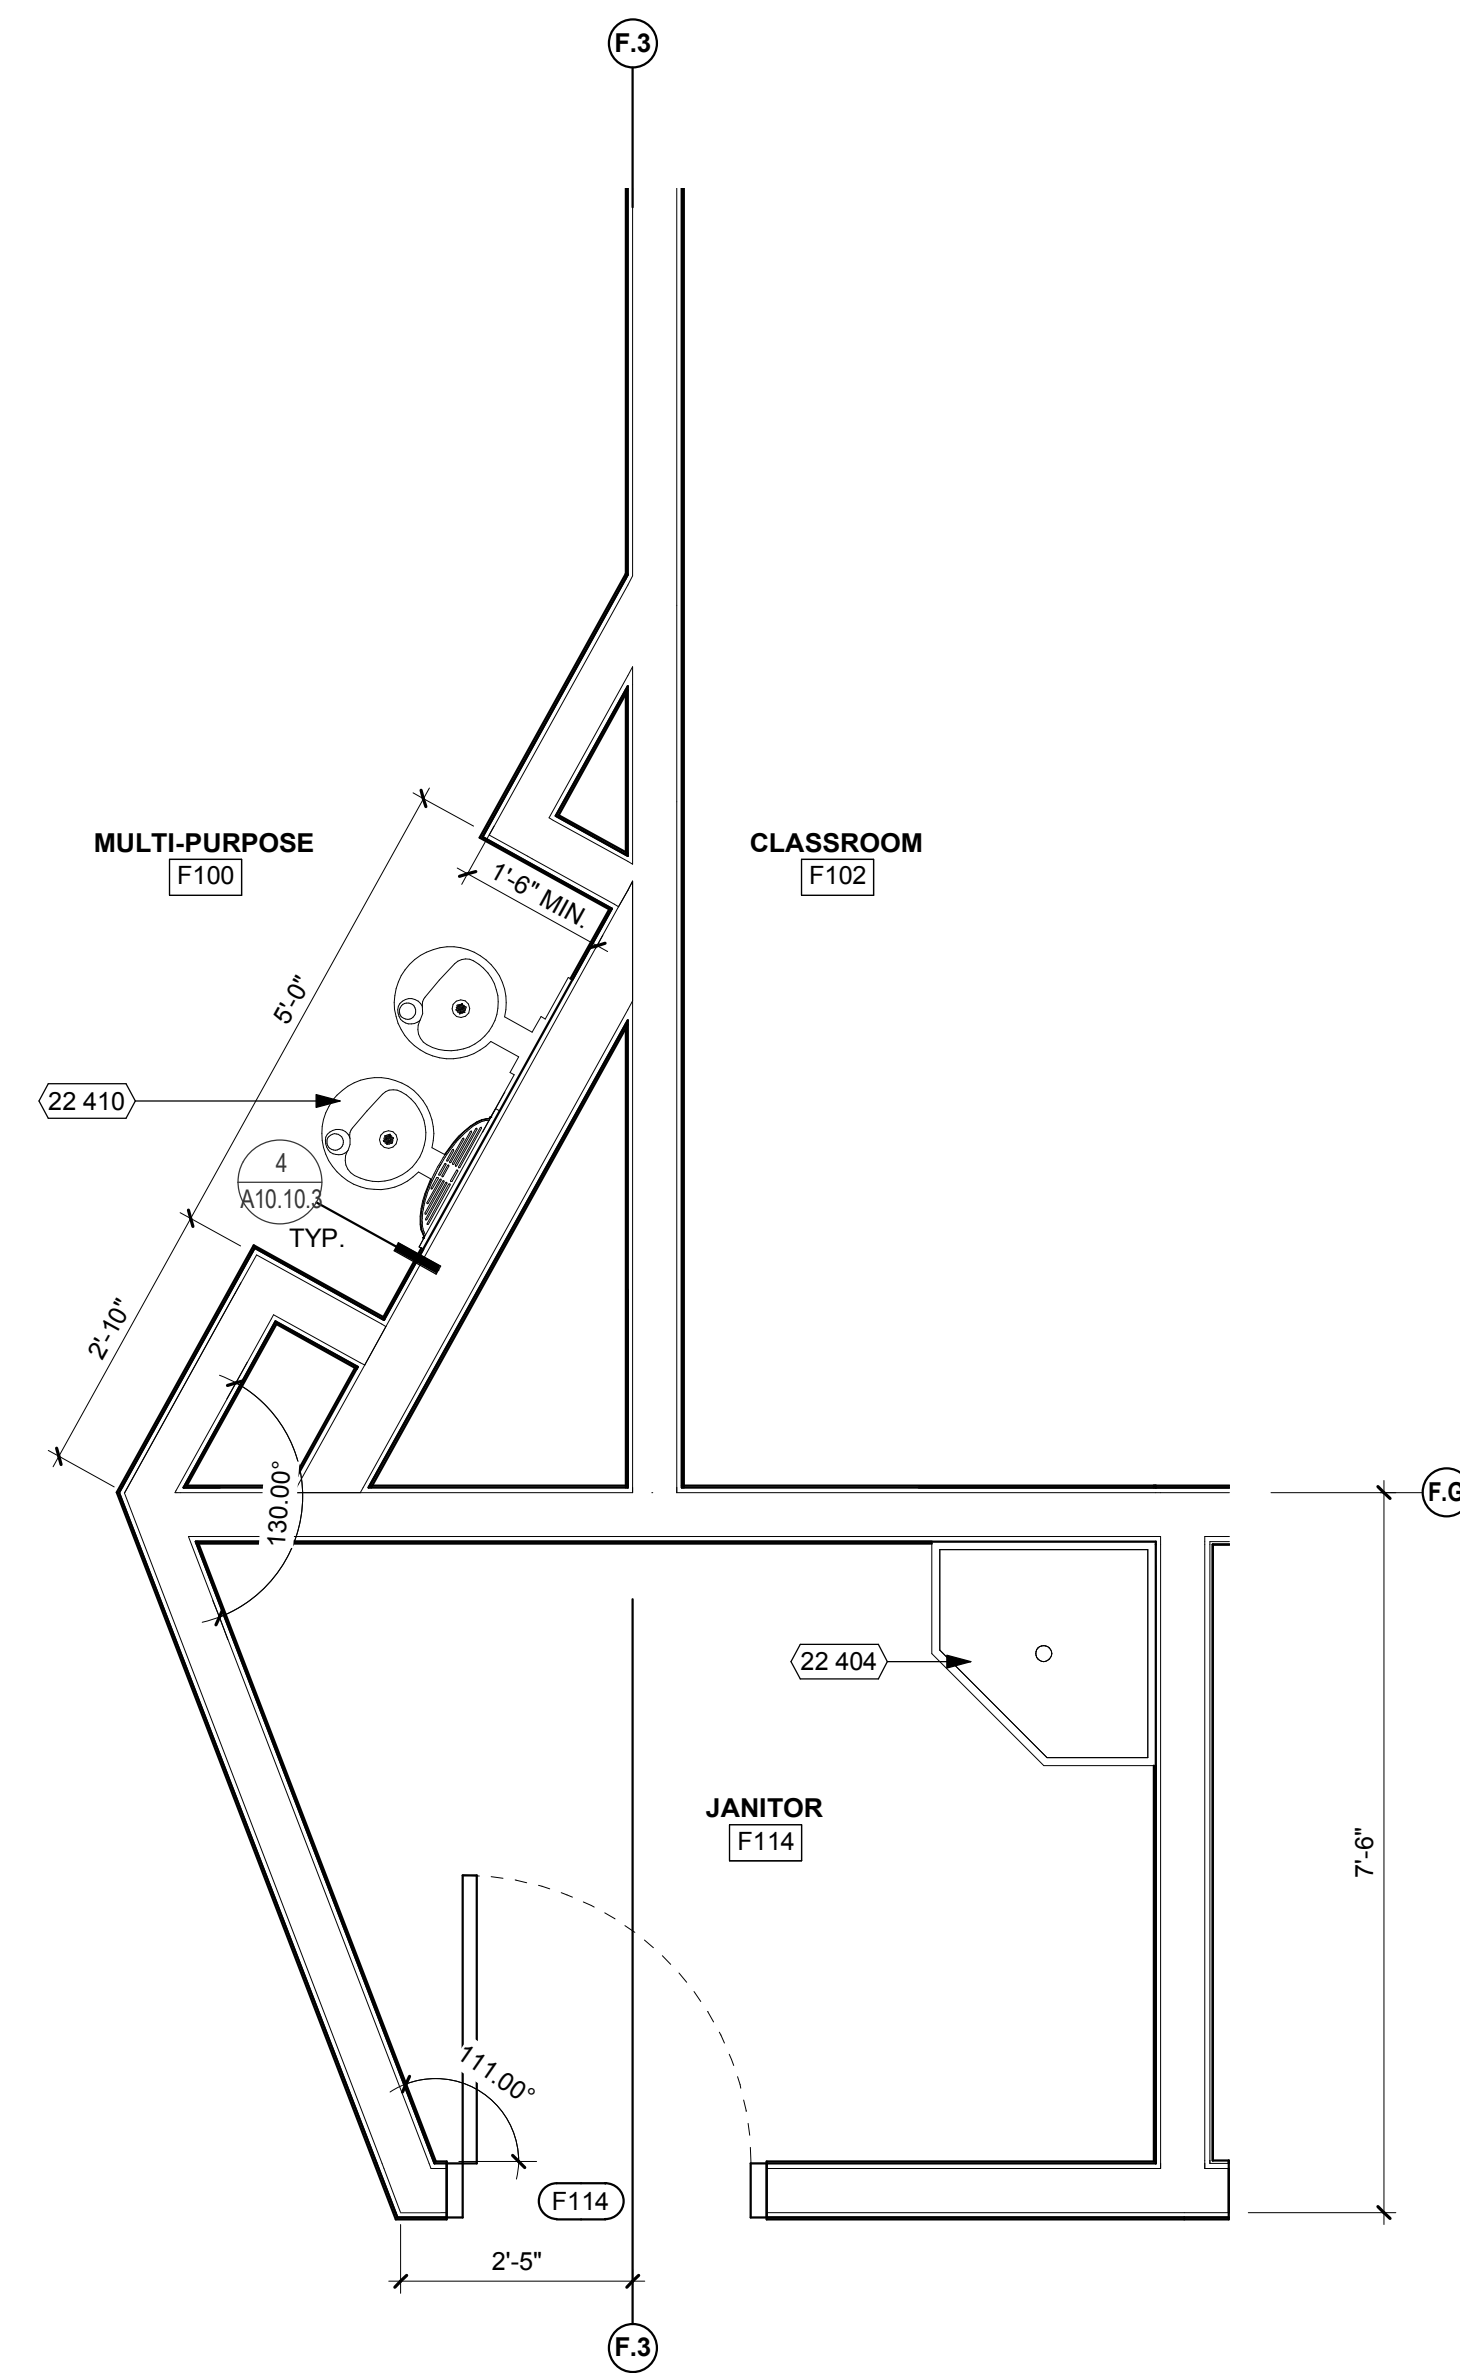 F.3
MULTI-PURPOSE
F100
CLASSROOM
F102
1'-6" MIN.
5'-0"
22 410
4
A10.10.3
TYP.
2'-10"
130.00°
F.G
22 404
JANITOR
F114
7'-6"
111.00°
F114
2'-5"
F.3